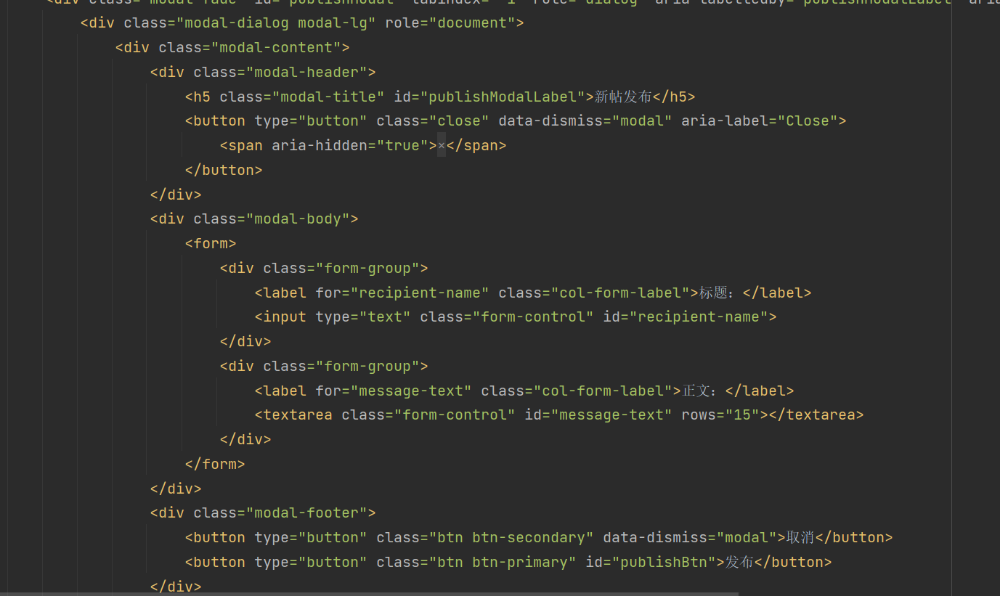 <div class="modal fade" id="publishModal" tabindex="-1" role="dialog" aria-labelledby="publishModalLabel"
<div class="modal-dialog modal-lg" role="document">
<div class="modal-content">
<div class="modal-header">
<h5 class="modal-title" id="publishModalLabel">新帖发布</h5>
<button type="button" class="close" data-dismiss="modal" aria-label="Close">
<span aria-hidden="true">×</span>
</button>
</div>
<div class="modal-body">
<form>
<div class="form-group">
<label for="recipient-name" class="col-form-label">标题：</label>
<input type="text" class="form-control" id="recipient-name">
</div>
<div class="form-group">
<label for="message-text" class="col-form-label">正文：</label>
<textarea class="form-control" id="message-text" rows="15"></textarea>
</div>
</form>
</div>
<div class="modal-footer">
<button type="button" class="btn btn-secondary" data-dismiss="modal">取消</button>
<button type="button" class="btn btn-primary" id="publishBtn">发布</button>
</div>